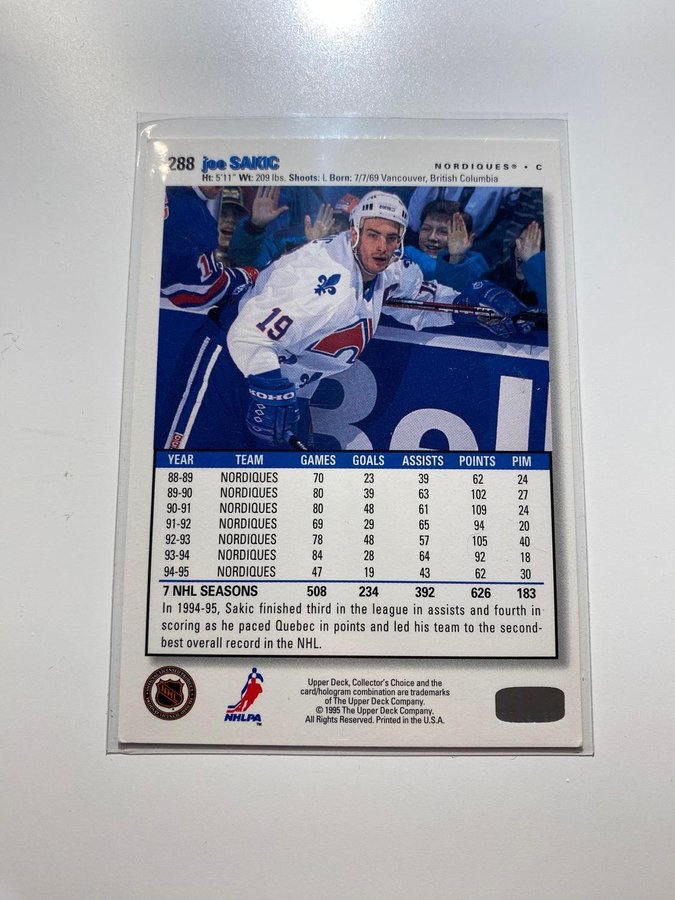 288 joe SAKIC NORDIQUES® • C
Ht: 5'11" Wt: 209 lbs. Shoots: L Born: 7/7/69 Vancouver, British Columbia
19
KOHO
YEAR TEAM GAMES GOALS ASSISTS POINTS PIM
88-89 NORDIQUES 70 23 39 62 24
89-90 NORDIQUES 80 39 63 102 27
90-91 NORDIQUES 80 48 61 109 24
91-92 NORDIQUES 69 29 65 94 20
92-93 NORDIQUES 78 48 57 105 40
93-94 NORDIQUES 84 28 64 92 18
94-95 NORDIQUES 47 19 43 62 30
7 NHL SEASONS 508 234 392 626 183
In 1994-95, Sakic finished third in the league in assists and fourth in
scoring as he paced Quebec in points and led his team to the second-
best overall record in the NHL.
NHL
NHLPA
™
Upper Deck, Collector's Choice and the
card/hologram combination are trademarks
of The Upper Deck Company.
© 1995 The Upper Deck Company.
All Rights Reserved. Printed in the U.S.A.